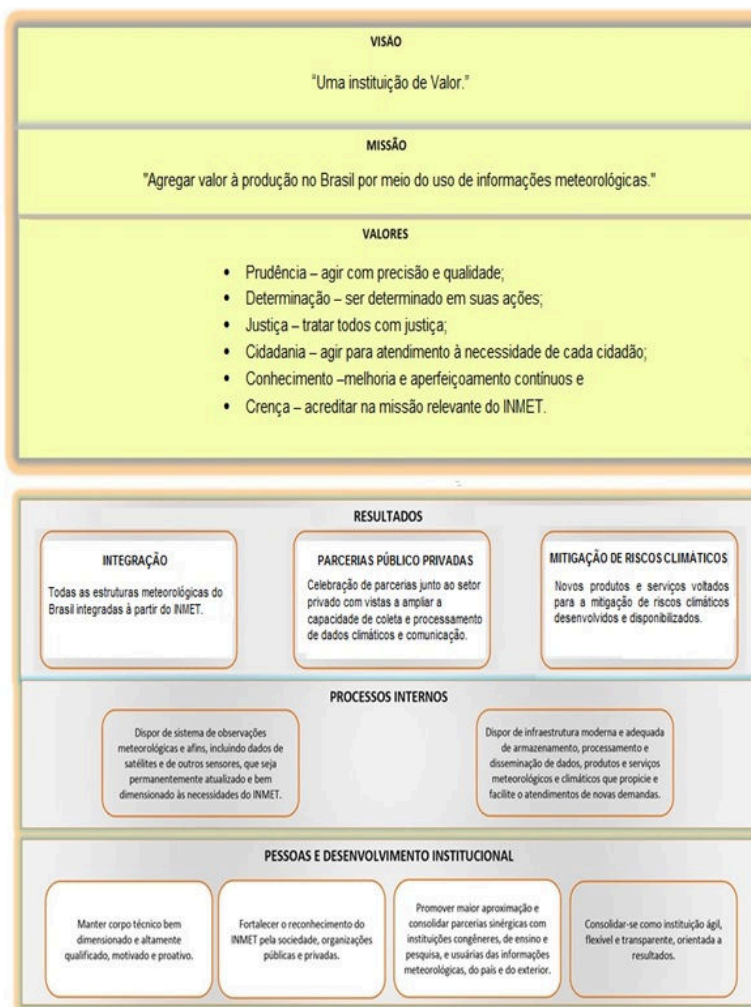 VISÃO
“Uma instituição de Valor.”
MISSÃO
"Agregar valor à produção no Brasil por meio do uso de informações meteorológicas."
VALORES
• Prudência – agir com precisão e qualidade;
• Determinação – ser determinado em suas ações;
• Justiça – tratar todos com justiça;
• Cidadania – agir para atendimento à necessidade de cada cidadão;
• Conhecimento –melhoria e aperfeiçoamento contínuos e
• Crença – acreditar na missão relevante do INMET.
RESULTADOS
INTEGRAÇÃO
Todas as estruturas meteorológicas do
Brasil integradas à partir do INMET.
PARCERIAS PÚBLICO PRIVADAS
Celebração de parcerias junto ao setor
privado com vistas a ampliar a
capacidade de coleta e processamento
de dados climáticos e comunicação.
MITIGAÇÃO DE RISCOS CLIMÁTICOS
Novos produtos e serviços voltados
para a mitigação de riscos climáticos
desenvolvidos e disponibilizados.
PROCESSOS INTERNOS
Dispor de sistema de observações
meteorológicas e afins, incluindo dados de
satélites e de outros sensores, que seja
permanentemente atualizado e bem
dimensionado às necessidades do INMET.
Dispor de infraestrutura moderna e adequada
de armazenamento, processamento e
disseminação de dados, produtos e serviços
meteorológicos e climáticos que propicie e
facilite o atendimentos de novas demandas.
PESSOAS E DESENVOLVIMENTO INSTITUCIONAL
Manter corpo técnico bem
dimensionado e altamente
qualificado, motivado e proativo.
Fortalecer o reconhecimento do
INMET pela sociedade, organizações
públicas e privadas.
Promover maior aproximação e
consolidar parcerias sinérgicas com
instituições congêneres, de ensino e
pesquisa, e usuárias das informações
meteorológicas, do país e do exterior.
Consolidar-se como instituição ágil,
flexível e transparente, orientada a
resultados.